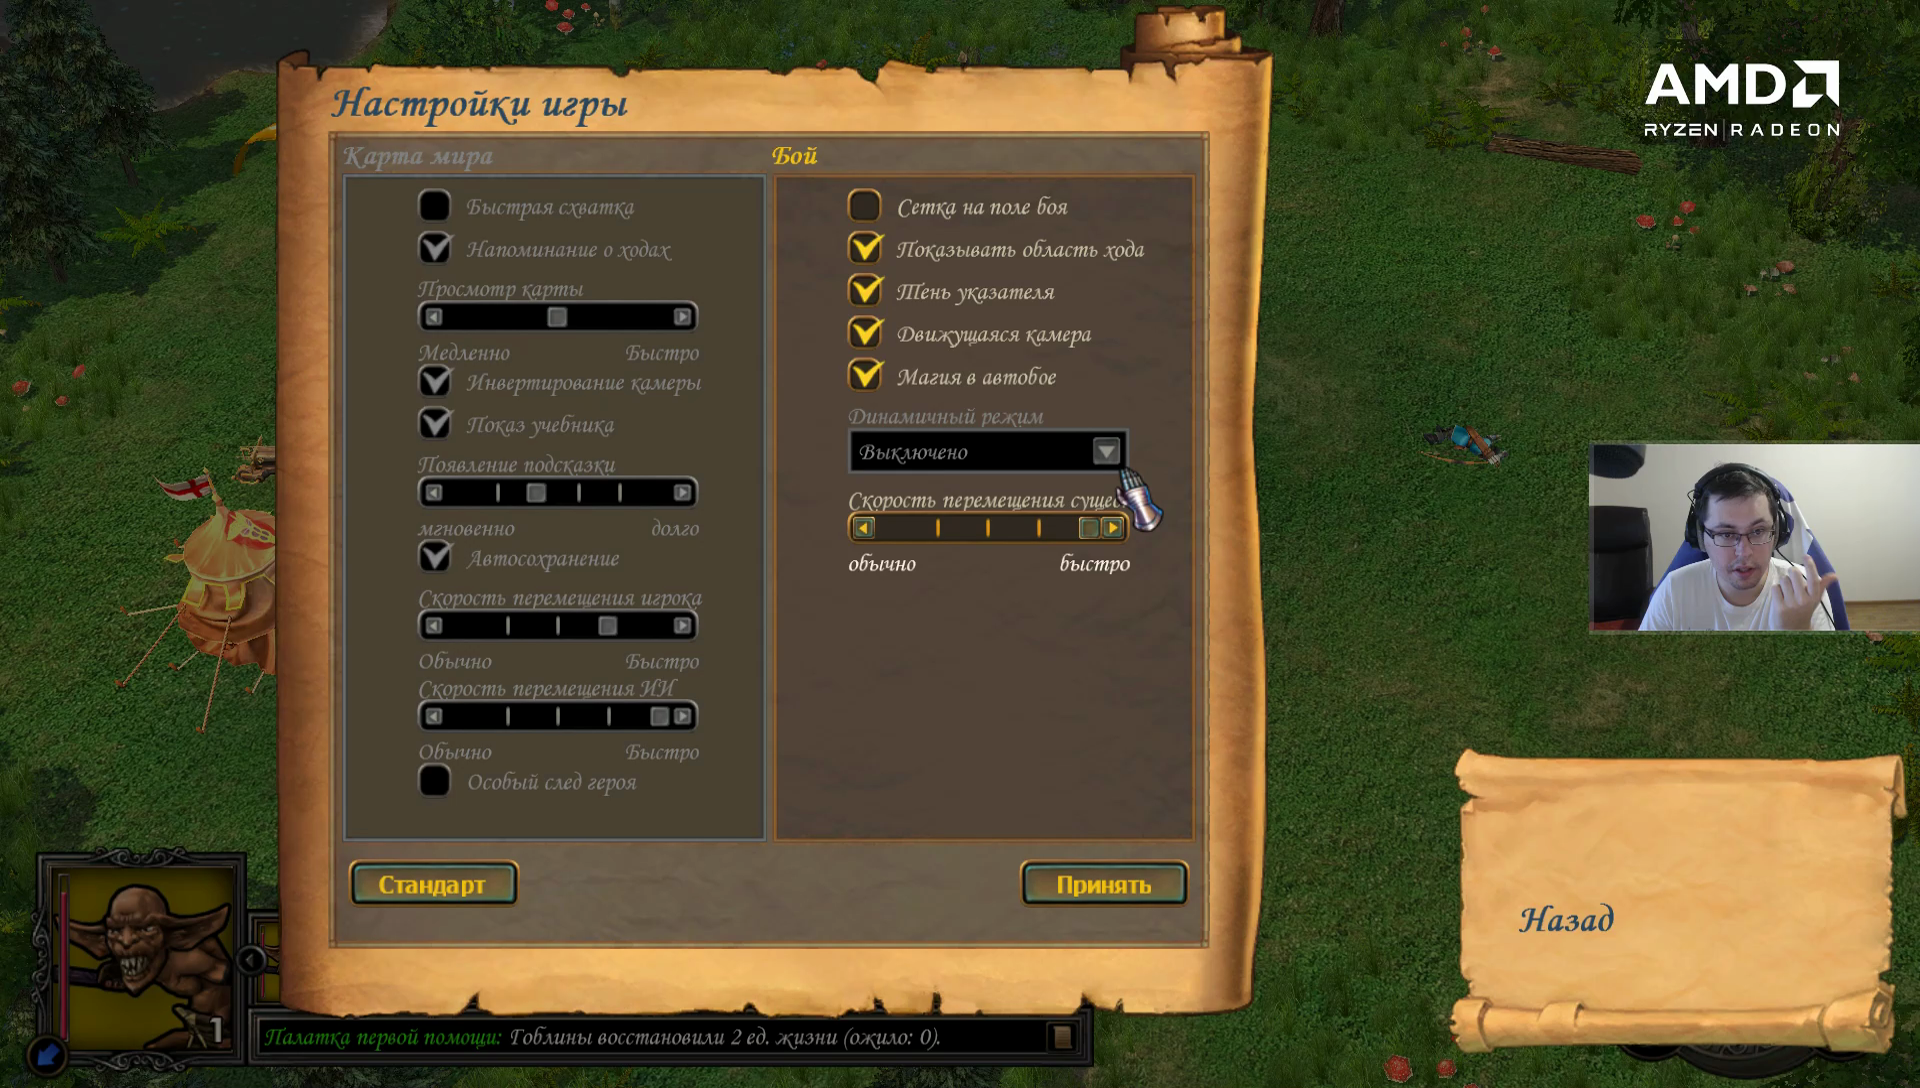 Настройки игры
Карта мира
Быстрая схватка
Напоминание о ходах
Просмотр карты
Медленно Быстро
Инвертирование камеры
Показ учебника
Появление подсказки
мгновенно долго
Автосохранение
Скорость перемещения игрока
Обычно Быстро
Скорость перемещения ИИ
Обычно Быстро
Особый след героя
Бой
Сетка на поле боя
Показывать область хода
Тень указателя
Движущаяся камера
Магия в автобое
Динамичный режим
Выключено
Скорость перемещения сущес
обычно быстро
Стандарт
Принять
AMD
RYZEN | RADEON
Назад
1
Палатка первой помощи: Гоблины восстановили 2 ед. жизни (ожило: 0).